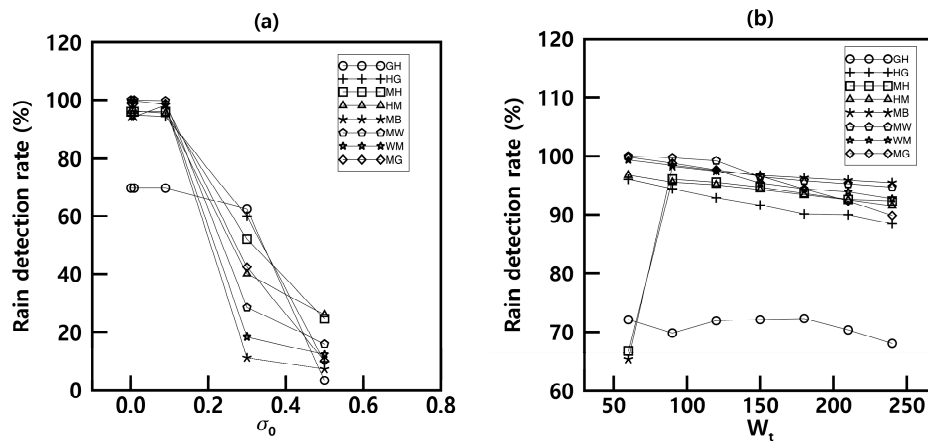 (a)
Rain detection rate (%)
120
100
80
60
40
20
0
0.0
0.2
0.4
0.6
0.8
σ0
GH
HG
MH
HM
MB
MW
WM
MG
(b)
Rain detection rate (%)
120
110
100
90
80
70
60
50
100
150
200
250
Wt
GH
HG
MH
HM
MB
MW
WM
MG